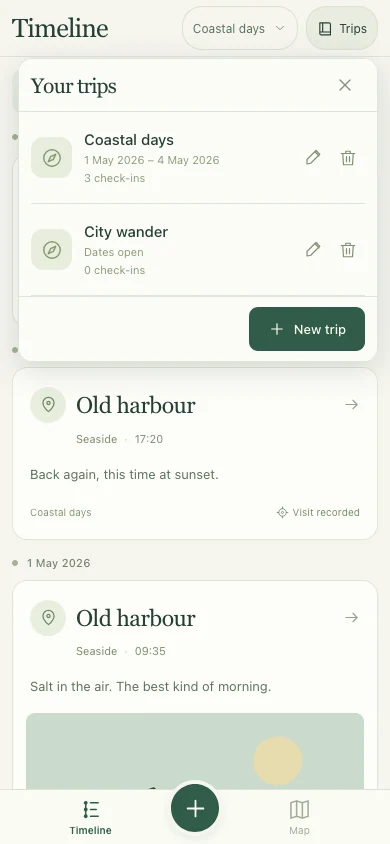 Timeline
Coastal days
Trips
Your trips
Coastal days
1 May 2026 – 4 May 2026
3 check-ins
City wander
Dates open
0 check-ins
New trip
Old harbour
Seaside · 17:20
Back again, this time at sunset.
Coastal days
Visit recorded
1 May 2026
Old harbour
Seaside · 09:35
Salt in the air. The best kind of morning.
Timeline
Map